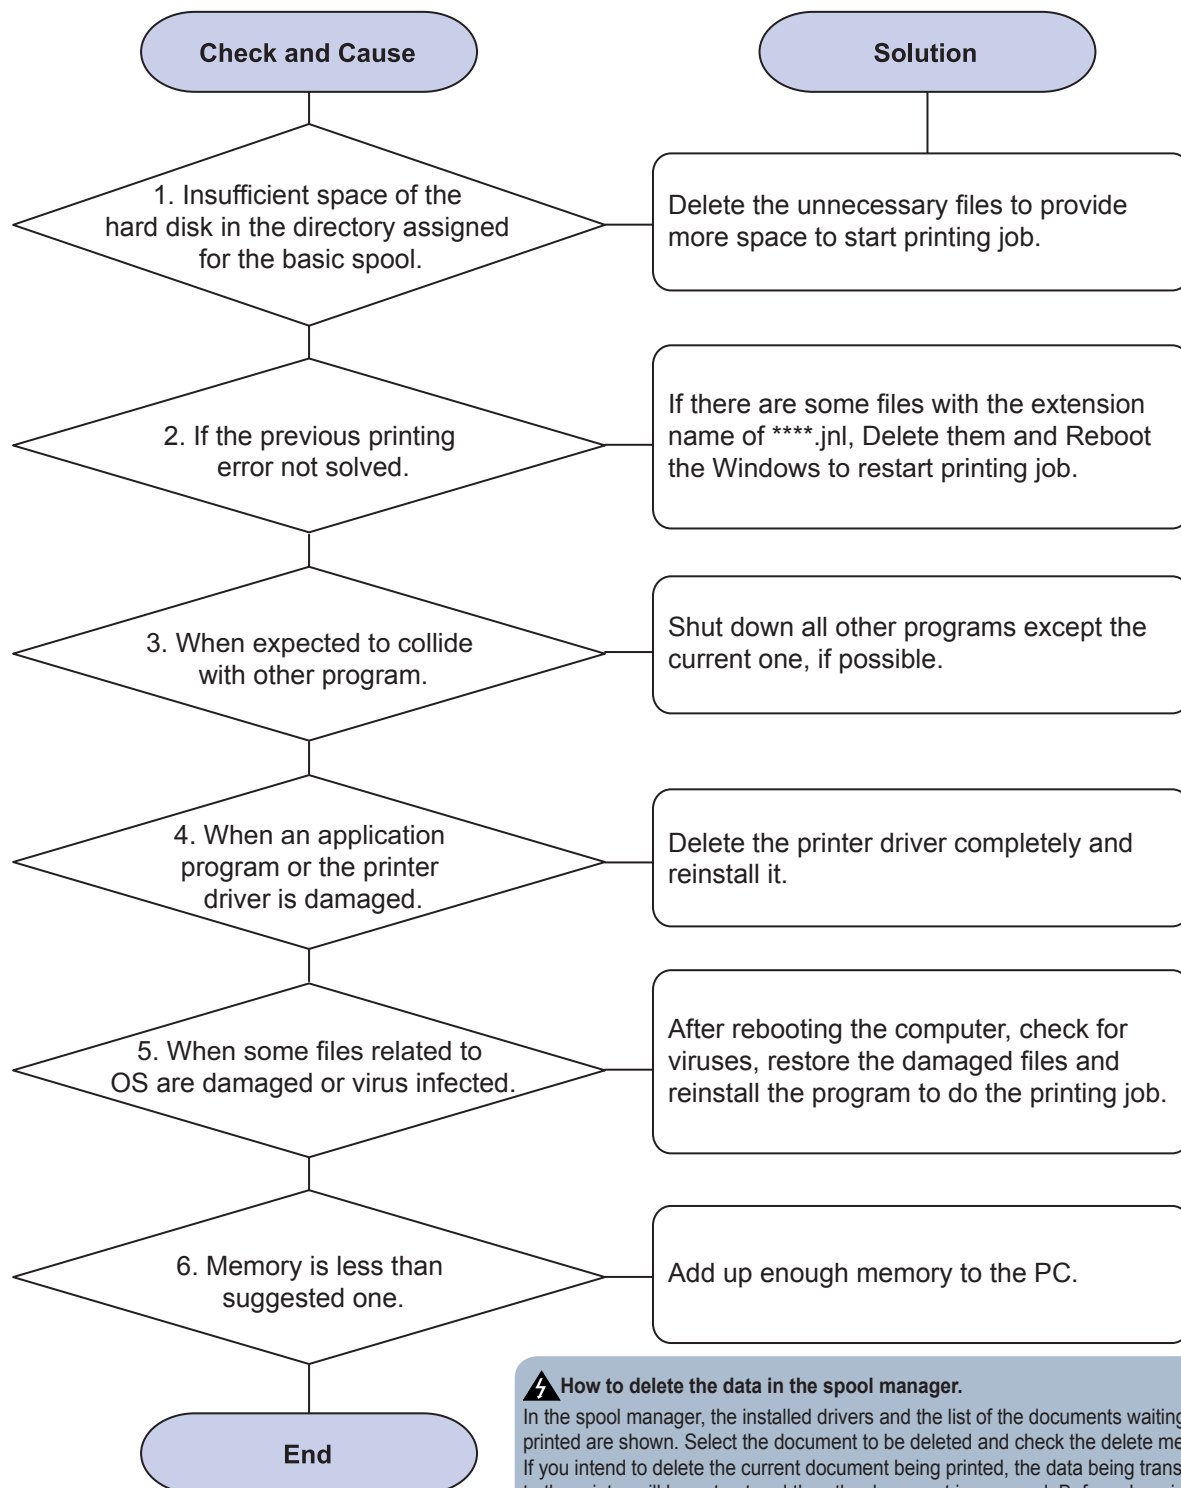 Check and Cause
Solution
1. Insufficient space of the
hard disk in the directory assigned
for the basic spool.
Delete the unnecessary files to provide
more space to start printing job.
2. If the previous printing
error not solved.
If there are some files with the extension
name of ****.jnl, Delete them and Reboot
the Windows to restart printing job.
3. When expected to collide
with other program.
Shut down all other programs except the
current one, if possible.
4. When an application
program or the printer
driver is damaged.
Delete the printer driver completely and
reinstall it.
5. When some files related to
OS are damaged or virus infected.
After rebooting the computer, check for
viruses, restore the damaged files and
reinstall the program to do the printing job.
6. Memory is less than
suggested one.
Add up enough memory to the PC.
End
How to delete the data in the spool manager.
In the spool manager, the installed drivers and the list of the documents waiting
printed are shown. Select the document to be deleted and check the delete
If you intend to delete the current document being printed, the data being